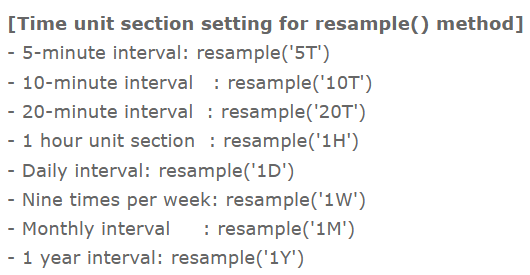 [Time unit section setting for resample() method]
- 5-minute interval: resample('5T')
- 10-minute interval : resample('10T')
- 20-minute interval : resample('20T')
- 1 hour unit section : resample('1H')
- Daily interval: resample('1D')
- Nine times per week: resample('1W')
- Monthly interval : resample('1M')
- 1 year interval: resample('1Y')